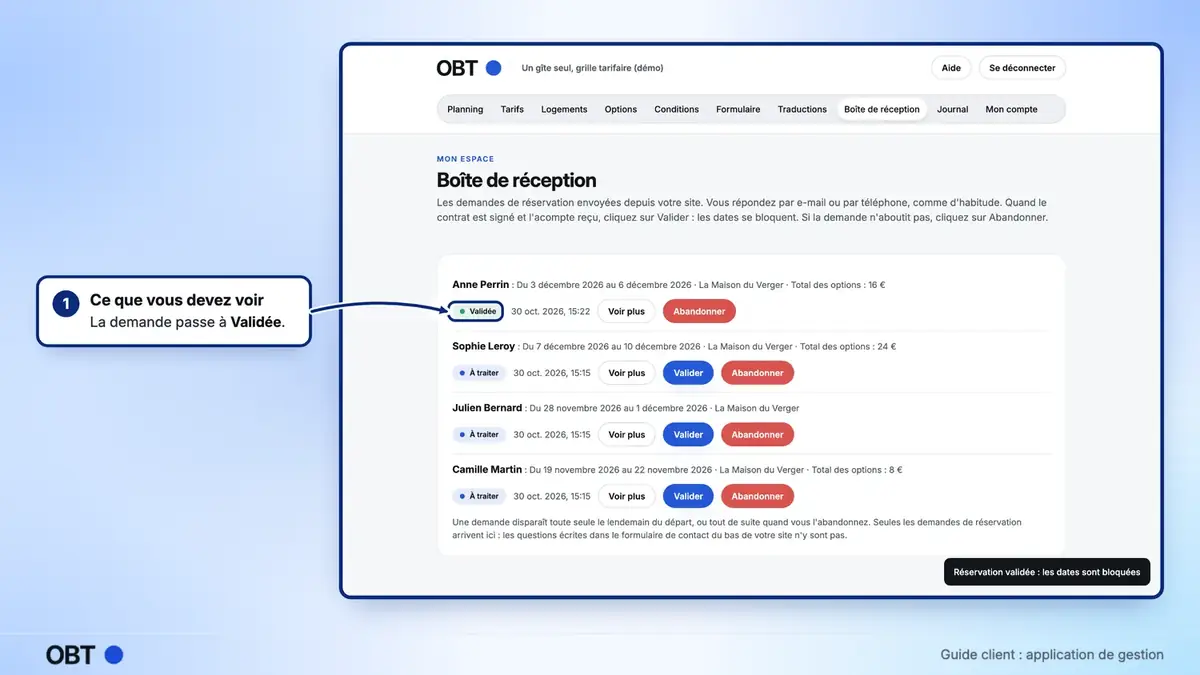 OBT
Un gîte seul, grille tarifaire (démo)
Aide
Se déconnecter
Planning
Tarifs
Logements
Options
Conditions
Formulaire
Traductions
Boîte de réception
Journal
Mon compte
MON ESPACE
Boîte de réception
Les demandes de réservation envoyées depuis votre site. Vous répondez par e-mail ou par téléphone, comme d'habitude. Quand le
contrat est signé et l'acompte reçu, cliquez sur Valider : les dates se bloquent. Si la demande n'aboutit pas, cliquez sur Abandonner.
1
Ce que vous devez voir
La demande passe à Validée.
Anne Perrin : Du 3 décembre 2026 au 6 décembre 2026 · La Maison du Verger · Total des options : 16 €
Validée
30 oct. 2026, 15:22
Voir plus
Abandonner
Sophie Leroy : Du 7 décembre 2026 au 10 décembre 2026 · La Maison du Verger · Total des options : 24 €
À traiter
30 oct. 2026, 15:15
Voir plus
Valider
Abandonner
Julien Bernard : Du 28 novembre 2026 au 1 décembre 2026 · La Maison du Verger
À traiter
30 oct. 2026, 15:15
Voir plus
Valider
Abandonner
Camille Martin : Du 19 novembre 2026 au 22 novembre 2026 · La Maison du Verger · Total des options : 8 €
À traiter
30 oct. 2026, 15:15
Voir plus
Valider
Abandonner
Une demande disparaît toute seule le lendemain du départ, ou tout de suite quand vous l'abandonnez. Seules les demandes de réservation
arrivent ici : les questions écrites dans le formulaire de contact du bas de votre site n'y sont pas.
Réservation validée : les dates sont bloquées
OBT
Guide client : application de gestion